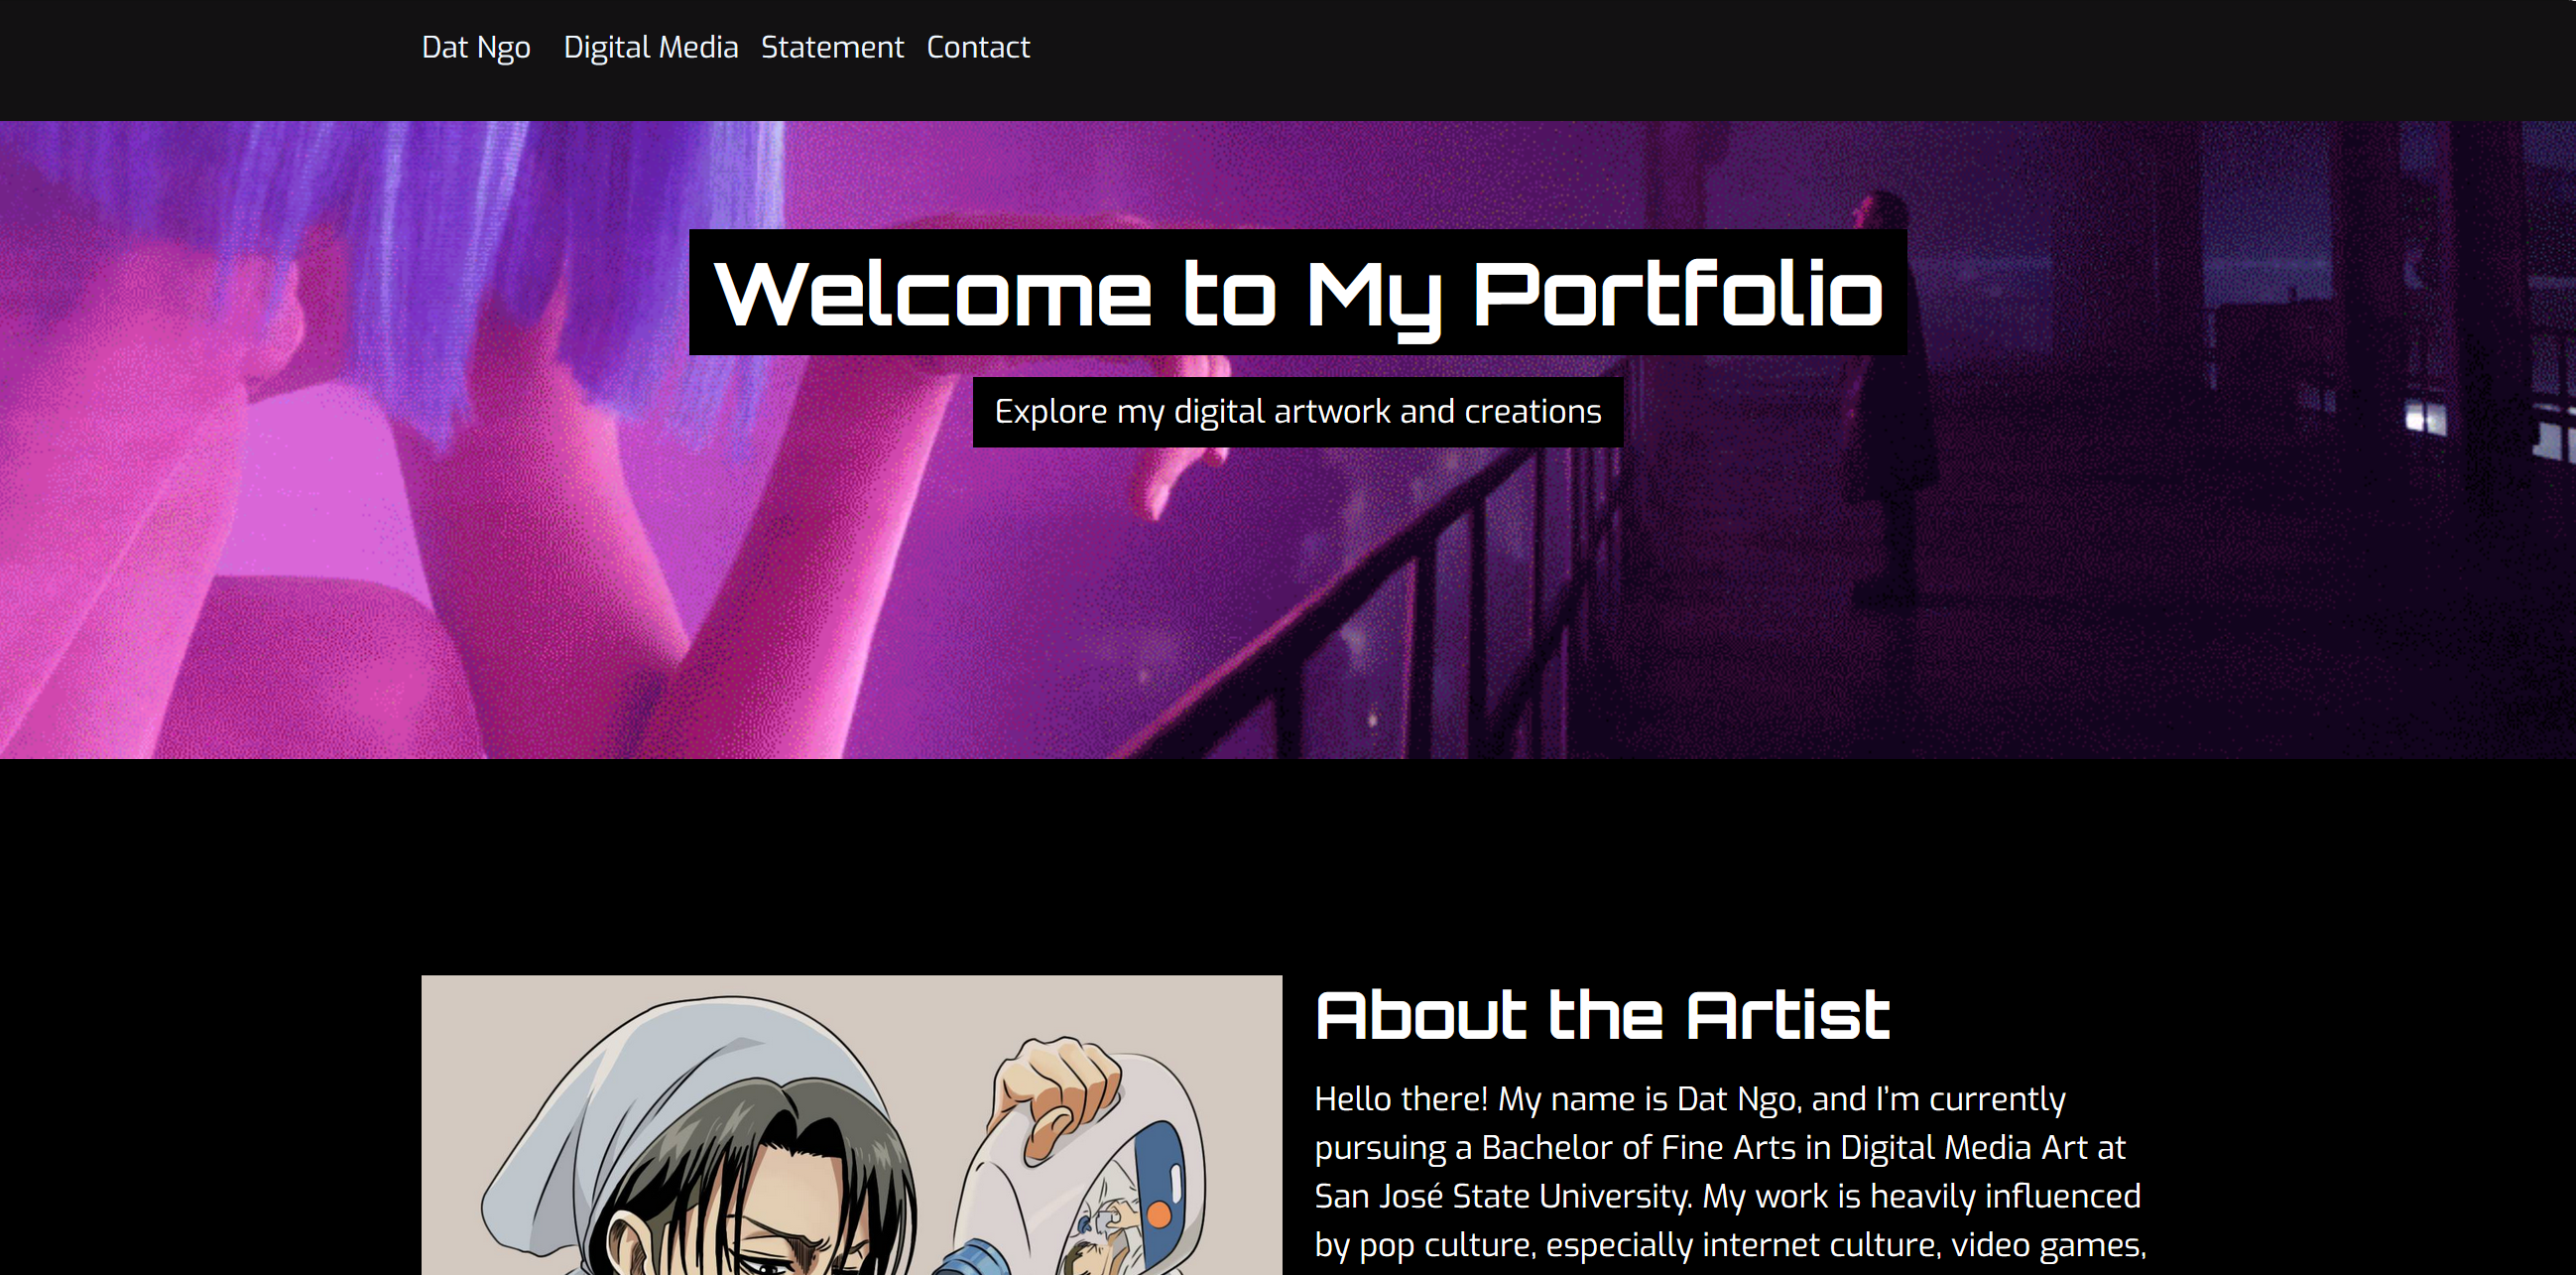 Dat Ngo Digital Media Statement Contact
Welcome to My Portfolio
Explore my digital artwork and creations
About the Artist
Hello there! My name is Dat Ngo, and I’m currently
pursuing a Bachelor of Fine Arts in Digital Media Art at
San José State University. My work is heavily influenced
by pop culture, especially internet culture, video games,